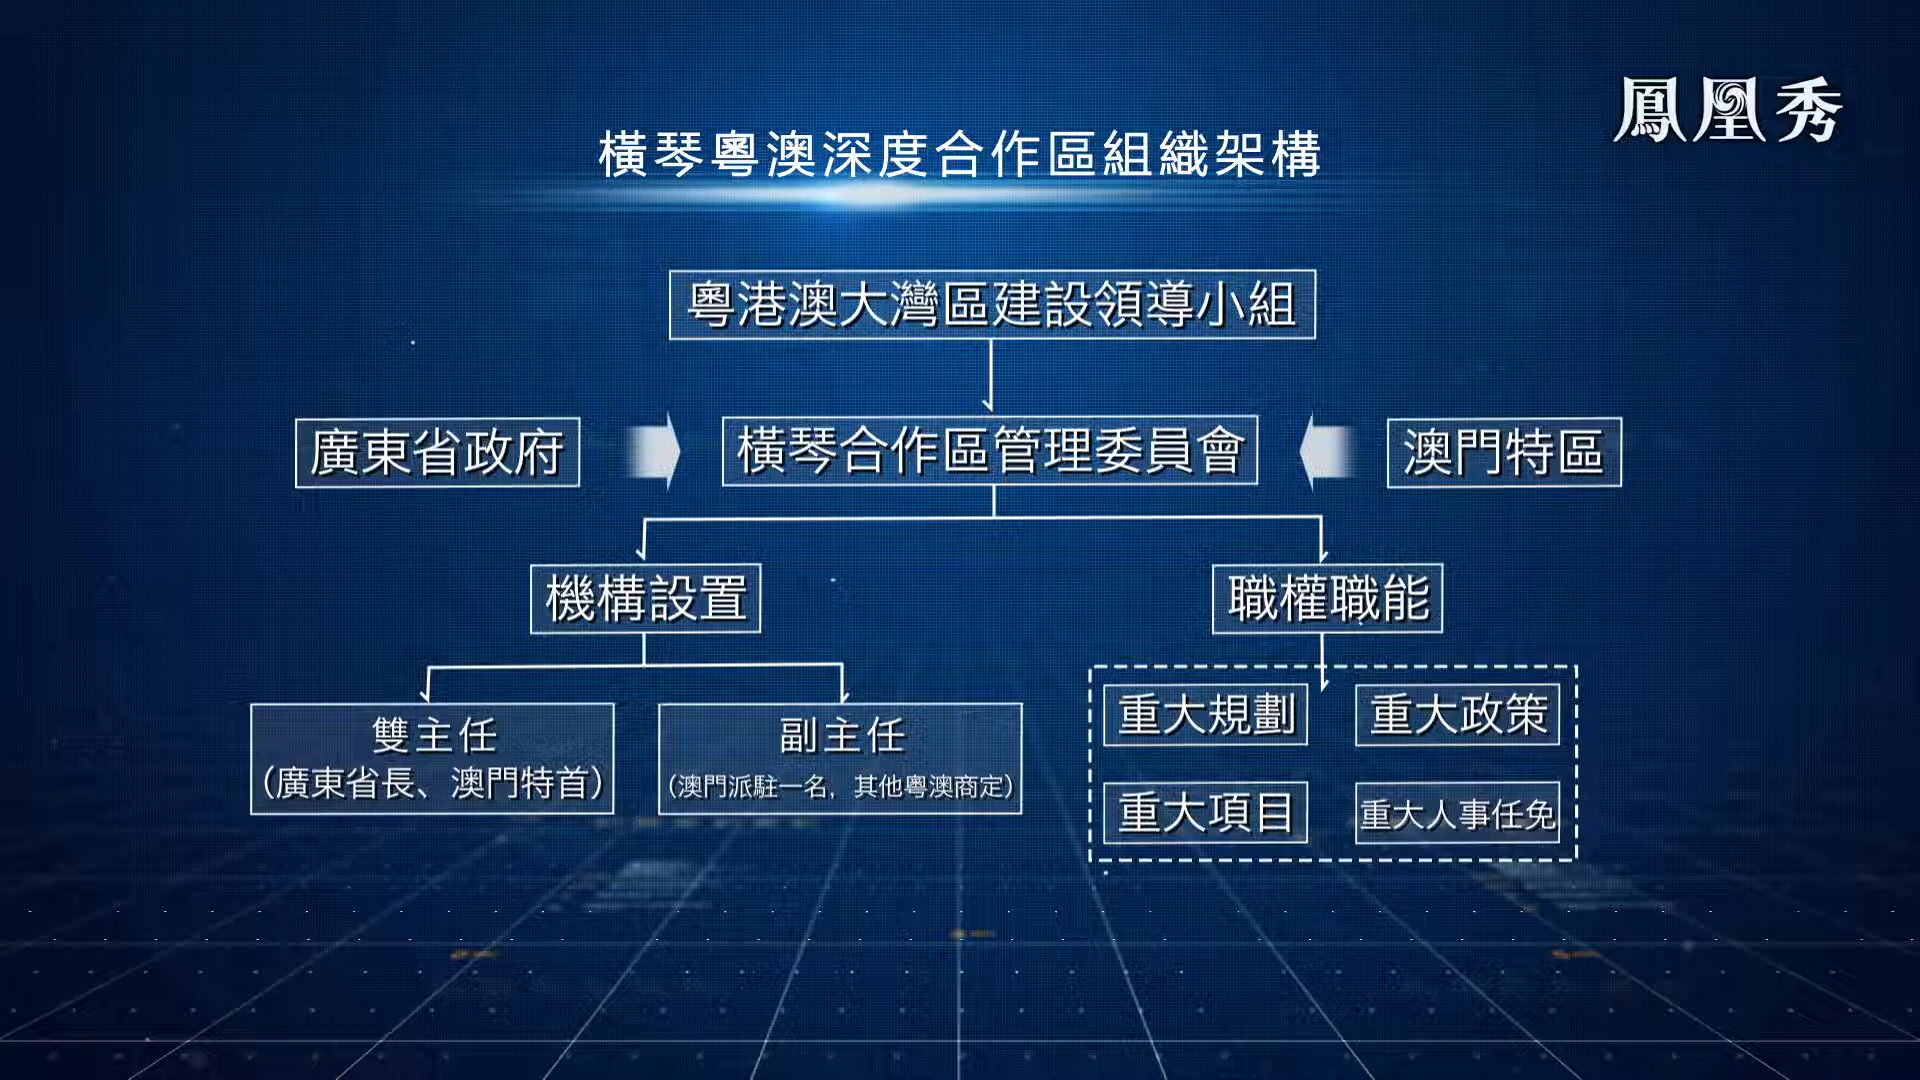 鳳凰秀
橫琴粵澳深度合作區組織架構
粵港澳大灣區建設領導小組
廣東省政府
橫琴合作區管理委員會
澳門特區
機構設置
職權職能
雙主任
（廣東省長、澳門特首）
副主任
（澳門派駐一名，其他粵澳商定）
重大規劃
重大政策
重大項目
重大人事任免